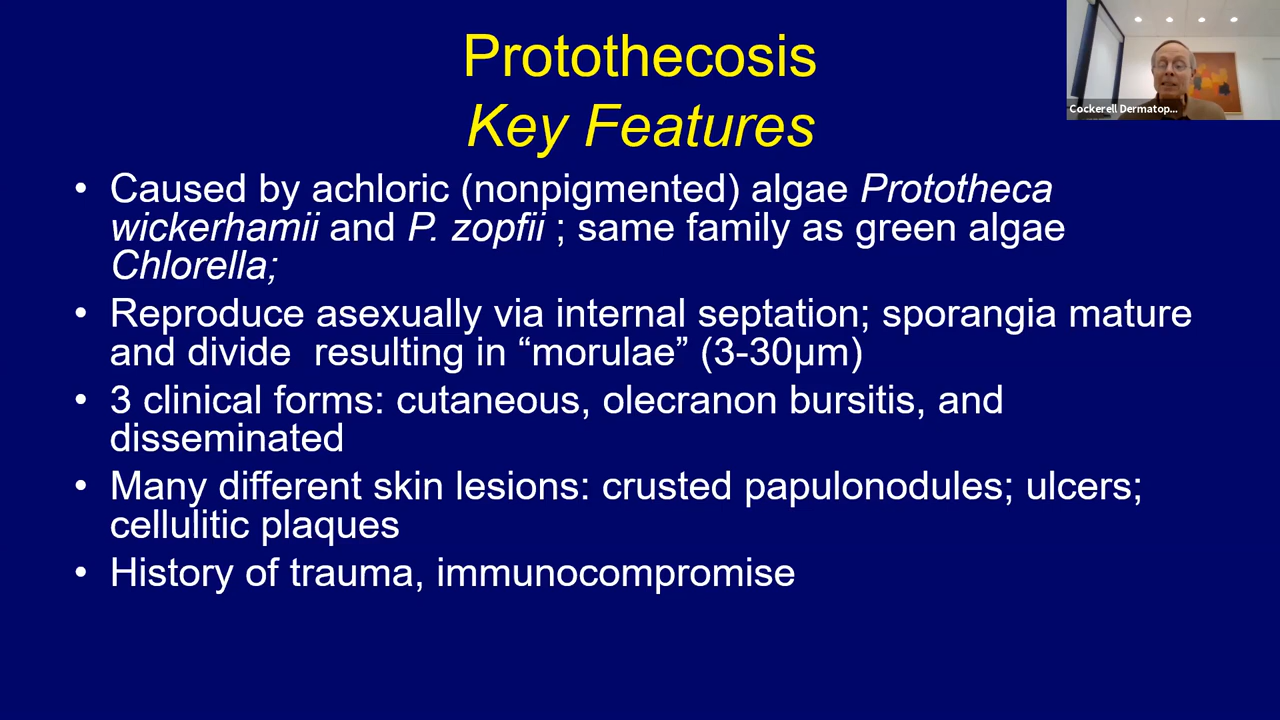 Protothecosis
Key Features
Cockerell Dermatop...
• Caused by achloric (nonpigmented) algae Prototheca
wickerhamii and P. zopfii ; same family as green algae
Chlorella;
• Reproduce asexually via internal septation; sporangia mature
and divide  resulting in “morulae” (3-30µm)
• 3 clinical forms: cutaneous, olecranon bursitis, and
disseminated
• Many different skin lesions: crusted papulonodules; ulcers;
cellulitic plaques
• History of trauma, immunocompromise